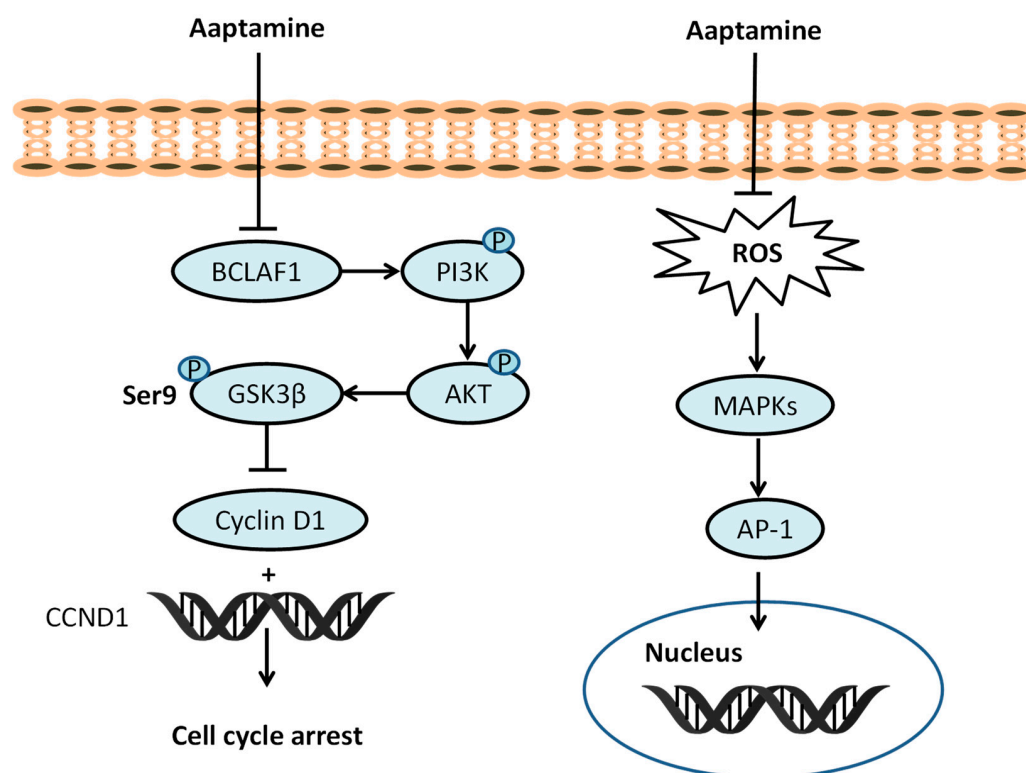 Aaptamine
Aaptamine
BCLAF1
P
PI3K
ROS
Ser9
P
GSK3β
P
AKT
MAPKs
Cyclin D1
AP-1
+
CCND1
Nucleus
Cell cycle arrest